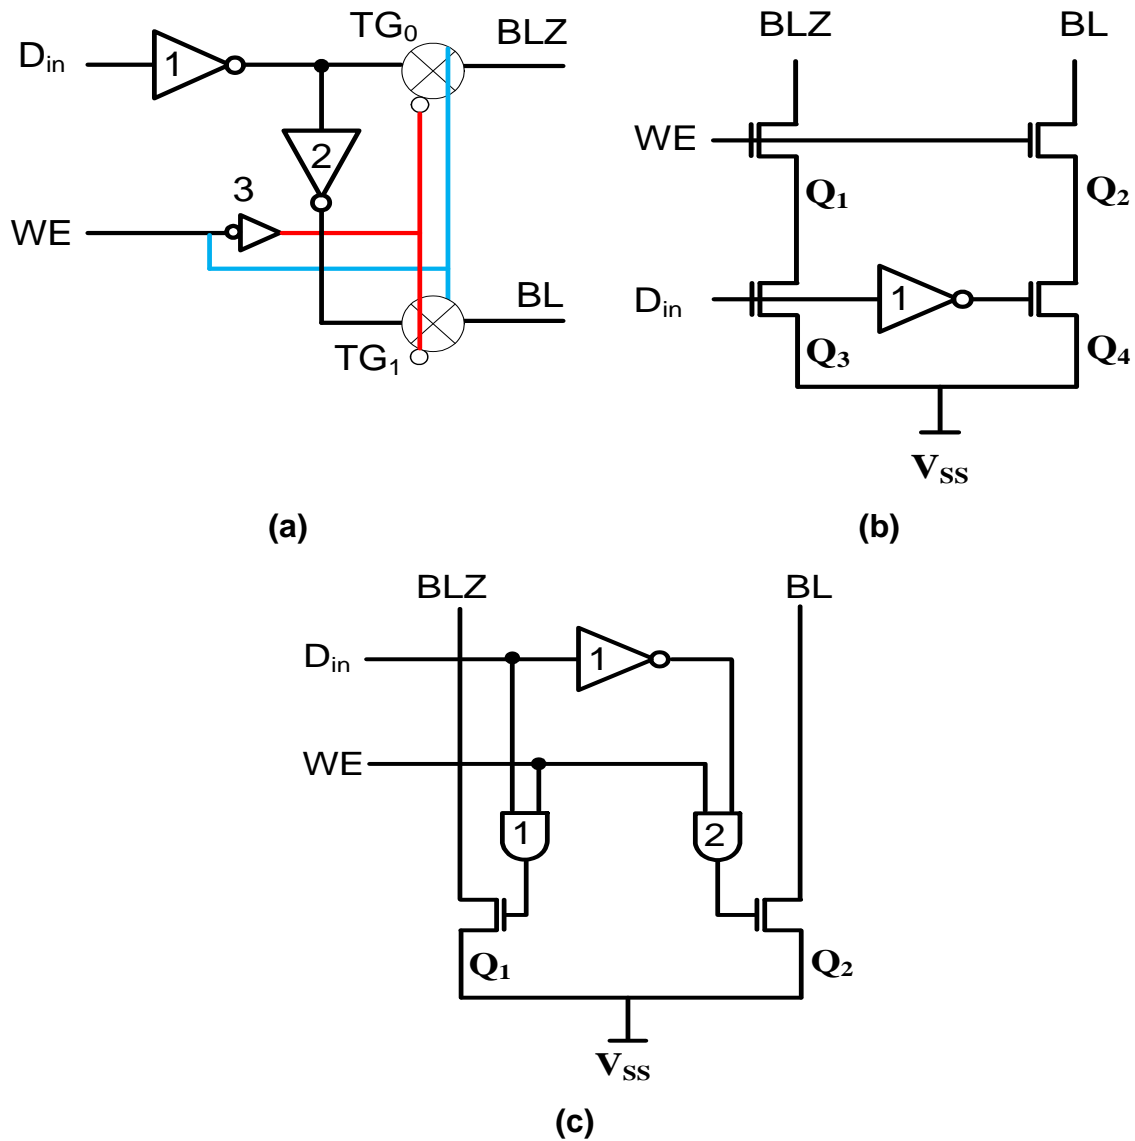 TG0 BLZ
Din 1
2
3
WE
BL
TG1
(a)
BLZ BL
WE
Q1 Q2
Din 1
Q3 Q4
VSS
(b)
BLZ BL
Din 1
WE
1 2
Q1 Q2
VSS
(c)